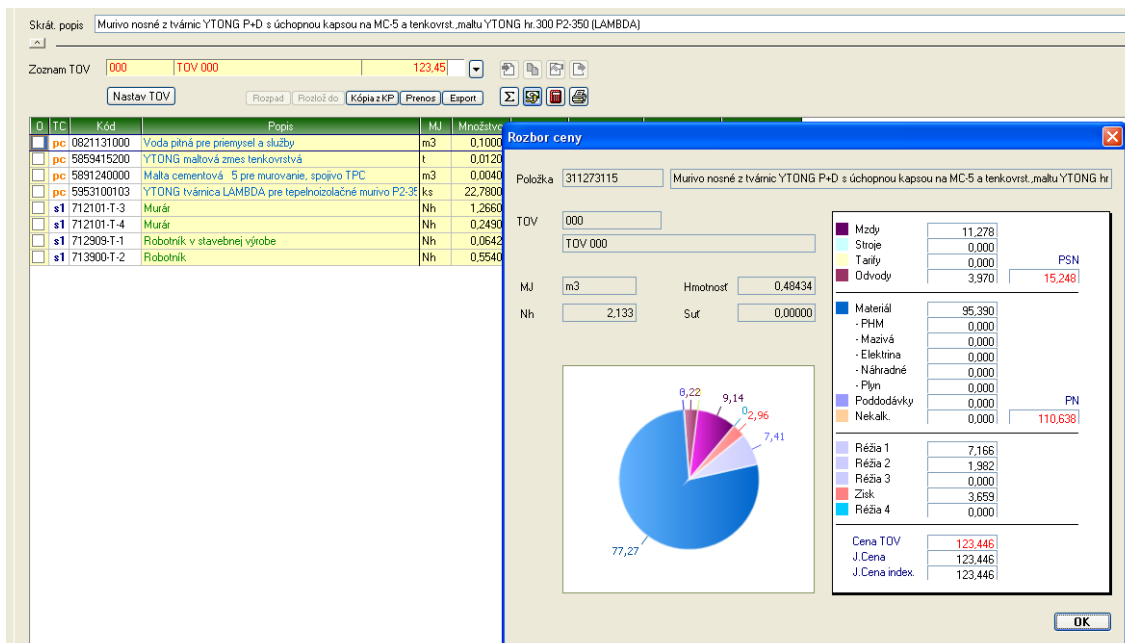 Skrát. popis Murivo nosné z tvárnic YTONG P+D s úchopnou kapsou na MC-5 a tenkovrst.,maltu YTONG hr.300 P2-350 (LAMBDA)
Zoznam TOV 000 TOV 000 123,45
Nastav TOV Rozpad Rozlož do Kópia z KP Prenos Export Σ
O TC Kód Popis MJ Množstvo
pc 0821131000 Voda pitná pre priemysel a služby m3 0,1000
pc 5859415200 YTONG maltová zmes tenkovrstvá t 0,0120
pc 5891240000 Malta cementová 5 pre murovanie, spojivo TPC m3 0,0040
pc 5953100103 YTONG tvárnica LAMBDA pre tepelnoizolačné murivo P2-35 ks 22,7800
s1 712101-T-3 Murár Nh 1,2660
s1 712101-T-4 Murár Nh 0,2490
s1 712909-T-1 Robotník v stavebnej výrobe Nh 0,0642
s1 713900-T-2 Robotník Nh 0,5540
Rozbor ceny
Položka 311273115 Murivo nosné z tvárnic YTONG P+D s úchopnou kapsou na MC-5 a tenkovrst.,maltu YTONG hr
TOV 000
TOV 000
MJ m3 Hmotnosť 0,48434
Nh 2,133 Suť 0,00000
0,22
9,14
0
2,96
7,41
77,27
Mzdy 11,278
Stroje 0,000
Tarify 0,000 PSN
Odvody 3,970 15,248
Materiál 95,390
- PHM 0,000
- Mazivá 0,000
- Elektrina 0,000
- Náhradné 0,000
- Plyn 0,000
Poddodávky 0,000 PN
Nekalk. 0,000 110,638
Réžia 1 7,166
Réžia 2 1,982
Réžia 3 0,000
Zisk 3,659
Réžia 4 0,000
Cena TOV 123,446
J.Cena 123,446
J.Cena index. 123,446
OK